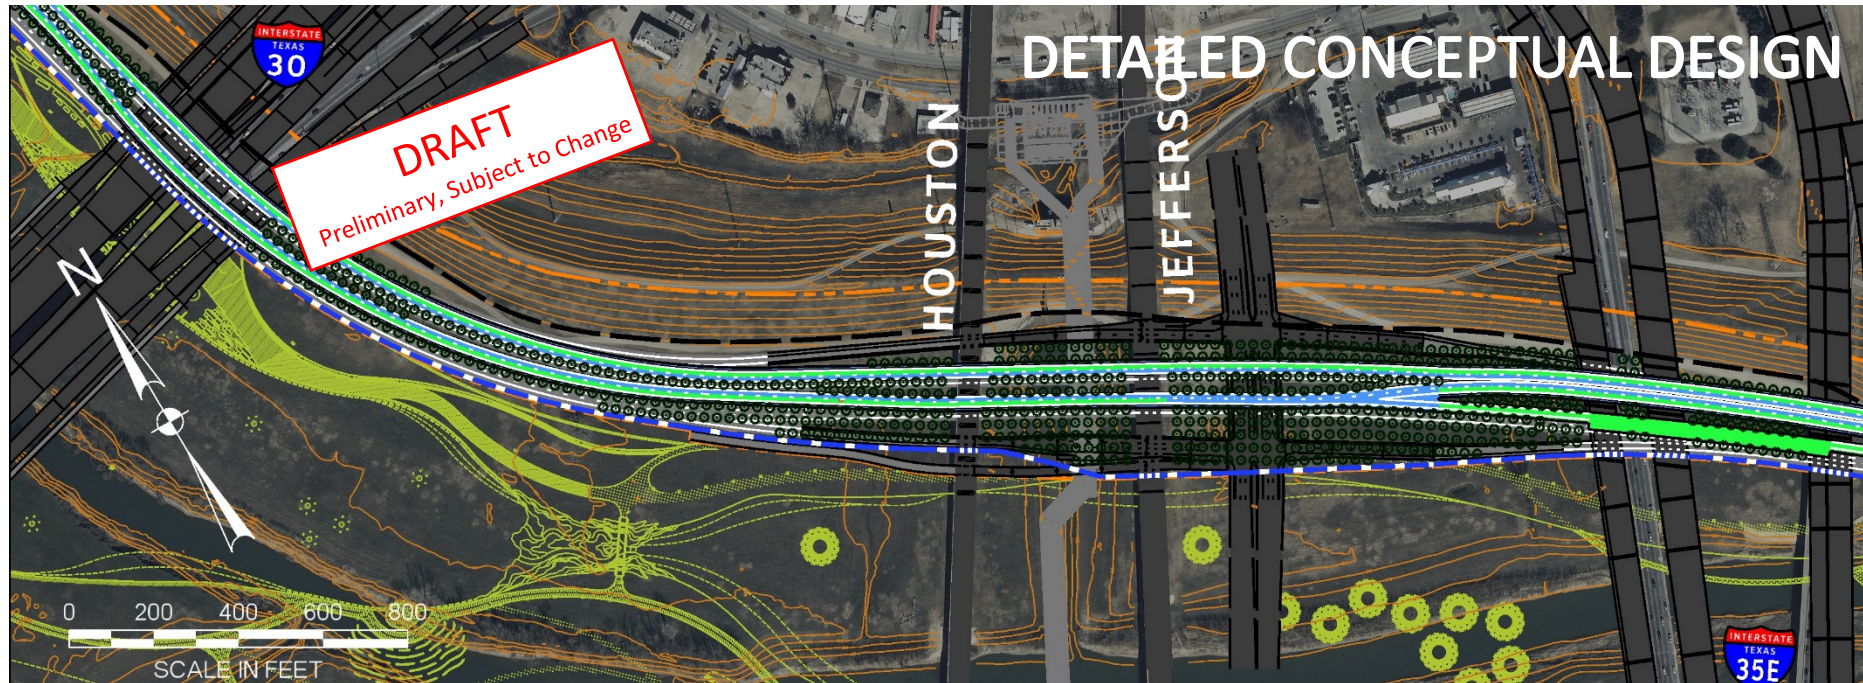 INTERSTATE
TEXAS
30
DETAILED CONCEPTUAL DESIGN
DRAFT
Preliminary, Subject to Change
HOUSTON
JEFFERSON
N
0 200 400 600 800
SCALE IN FEET
INTERSTATE
TEXAS
35E